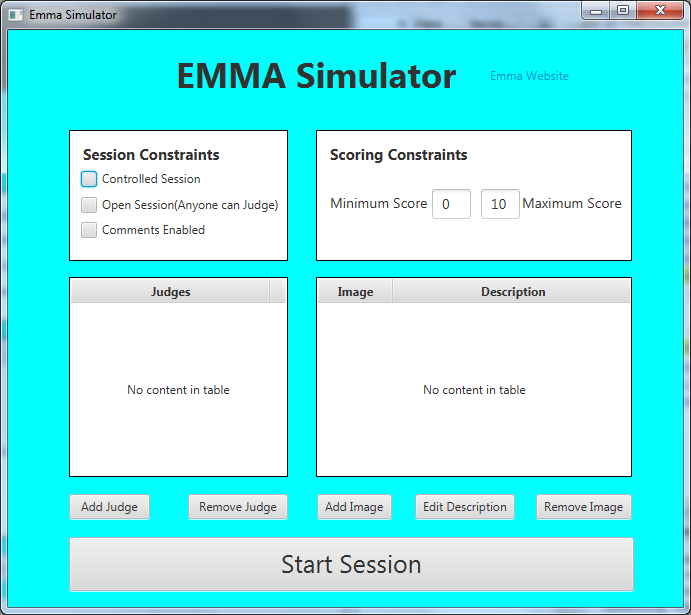 Emma Simulator
EMMA Simulator
Emma Website
Session Constraints
Controlled Session
Open Session(Anyone can Judge)
Comments Enabled
Scoring Constraints
Minimum Score 0 10 Maximum Score
Judges
No content in table
Image Description
No content in table
Add Judge Remove Judge Add Image Edit Description Remove Image
Start Session